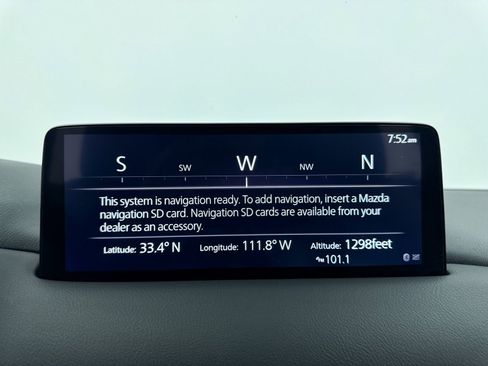 7:52am
S SW W NW N
This system is navigation ready. To add navigation, insert a Mazda
navigation SD card. Navigation SD cards are available from your
dealer as an accessory.
Latitude: 33.4° N Longitude: 111.8° W Altitude: 1298feet
101.1